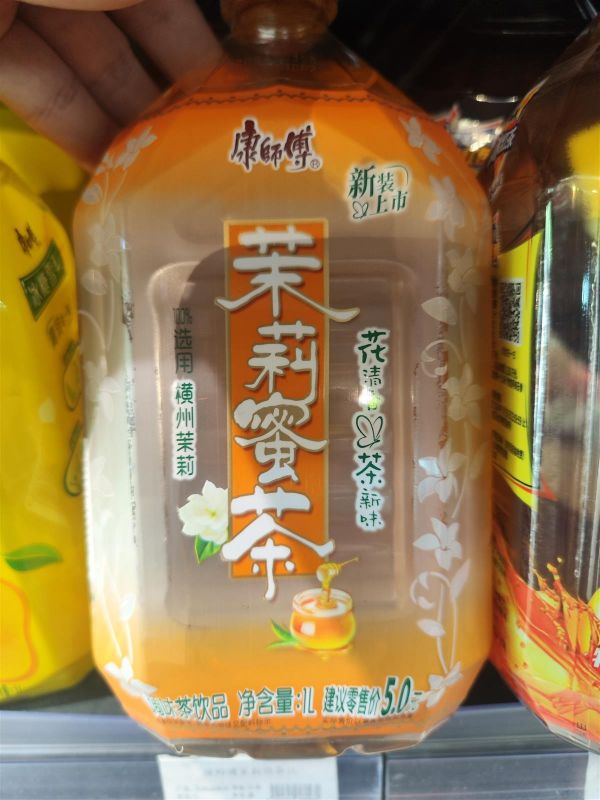 康師傅®
新装
上市
茉莉蜜茶
100%选用横州茉莉
花清香
茶新味
味茶饮品 净含量:1L 建议零售价5.0元